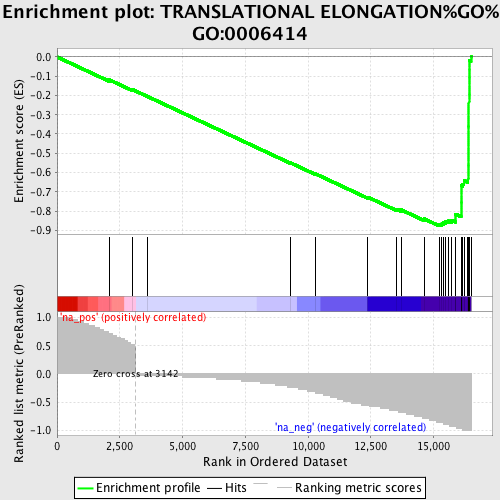 Enrichment plot: TRANSLATIONAL ELONGATION%GO%
GO:0006414
Enrichment score (ES)
0.0
-0.1
-0.2
-0.3
-0.4
-0.5
-0.6
-0.7
-0.8
-0.9
Ranked list metric (PreRanked)
1.0
0.5
0.0
-0.5
-1.0
'na_pos' (positively correlated)
Zero cross at 3142
'na_neg' (negatively correlated)
0
2,500
5,000
7,500
10,000
12,500
15,000
Rank in Ordered Dataset
Enrichment profile
Hits
Ranking metric scores